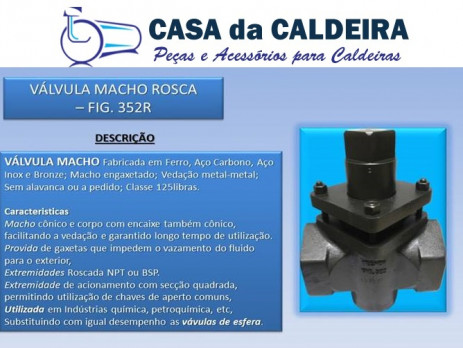 CASA da CALDEIRA
Peças e Acessórios para Caldeiras
VÁLVULA MACHO ROSCA
– FIG. 352R
DESCRIÇÃO
VÁLVULA MACHO Fabricada em Ferro, Aço Carbono, Aço
Inox e Bronze; Macho engaxetado; Vedação metal-metal;
Sem alavanca ou a pedido; Classe 125libras.
Caracteristicas
Macho cônico e corpo com encaixe também cônico,
facilitando a vedação e garantido longo tempo de utilização.
Provida de gaxetas que impedem o vazamento do fluido
para o exterior,
Extremidades Roscada NPT ou BSP.
Extremidade de acionamento com secção quadrada,
permitindo utilização de chaves de aperto comuns,
Utilizada em Indústrias química, petroquímica, etc,
Substituindo com igual desempenho as vávulas de esfera.